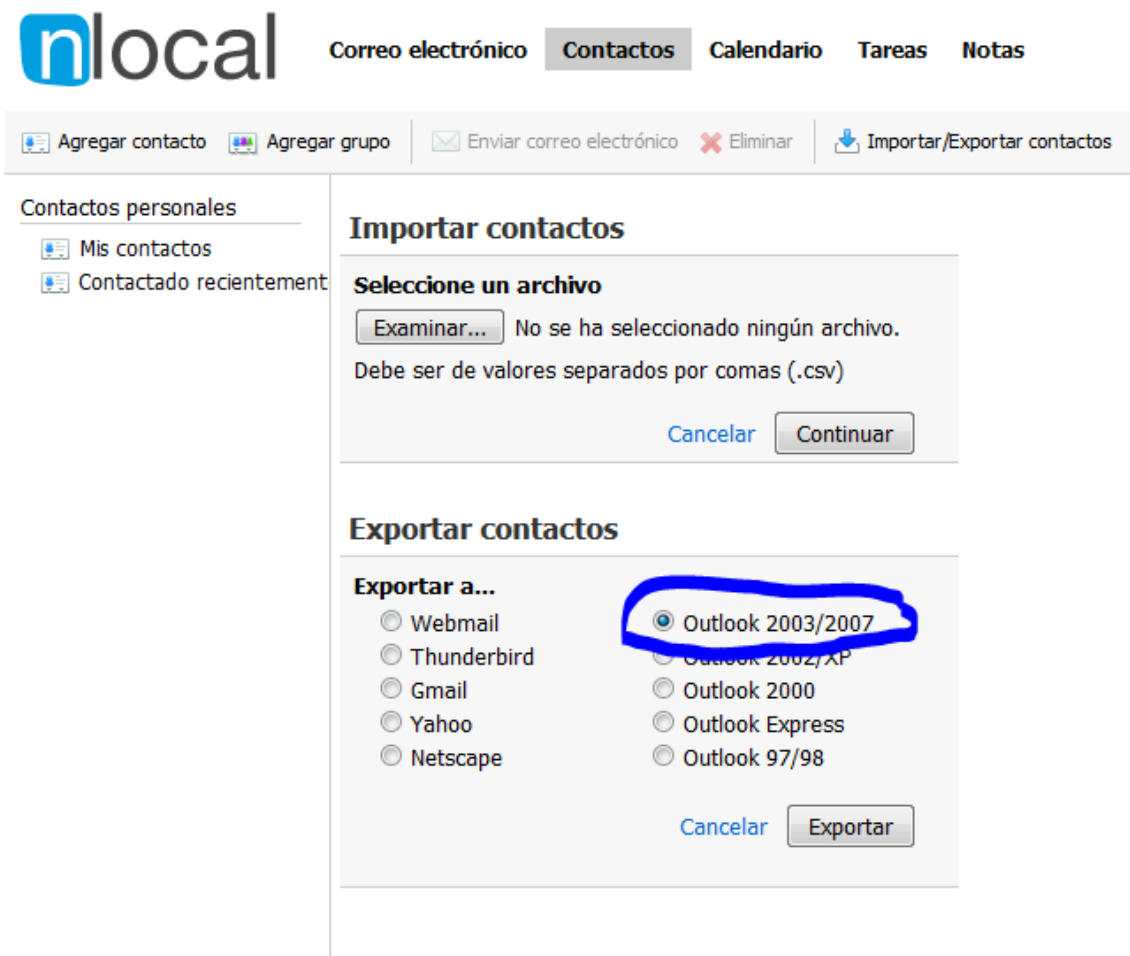 nlocal
Correo electrónico Contactos Calendario Tareas Notas
Agregar contacto Agregar grupo Enviar correo electrónico Eliminar Importar/Exportar contactos
Contactos personales
Mis contactos
Contactado recientement
Importar contactos
Seleccione un archivo
Examinar... No se ha seleccionado ningún archivo.
Debe ser de valores separados por comas (.csv)
Cancelar Continuar
Exportar contactos
Exportar a...
Webmail Outlook 2003/2007
Thunderbird Outlook 2002/XP
Gmail Outlook 2000
Yahoo Outlook Express
Netscape Outlook 97/98
Cancelar Exportar